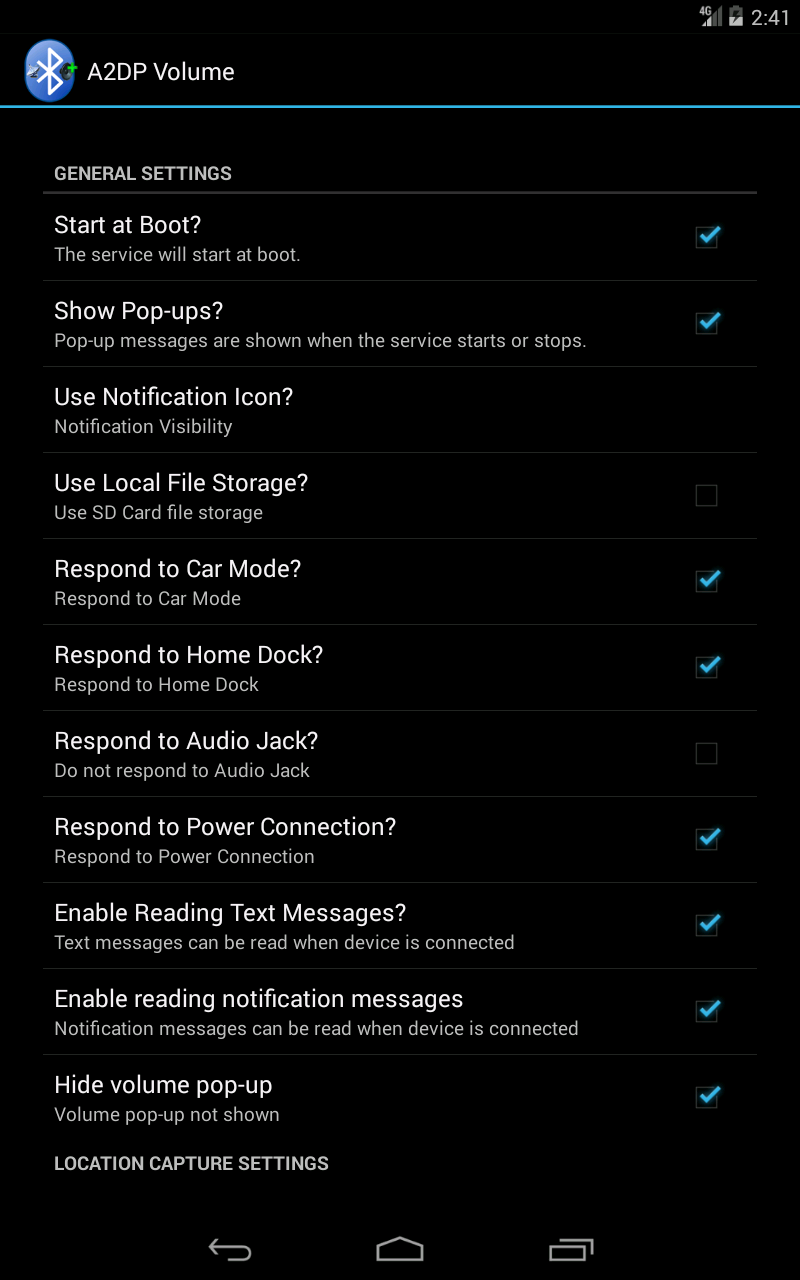 4G 2:41
A2DP Volume
GENERAL SETTINGS
Start at Boot?
The service will start at boot.
Show Pop-ups?
Pop-up messages are shown when the service starts or stops.
Use Notification Icon?
Notification Visibility
Use Local File Storage?
Use SD Card file storage
Respond to Car Mode?
Respond to Car Mode
Respond to Home Dock?
Respond to Home Dock
Respond to Audio Jack?
Do not respond to Audio Jack
Respond to Power Connection?
Respond to Power Connection
Enable Reading Text Messages?
Text messages can be read when device is connected
Enable reading notification messages
Notification messages can be read when device is connected
Hide volume pop-up
Volume pop-up not shown
LOCATION CAPTURE SETTINGS